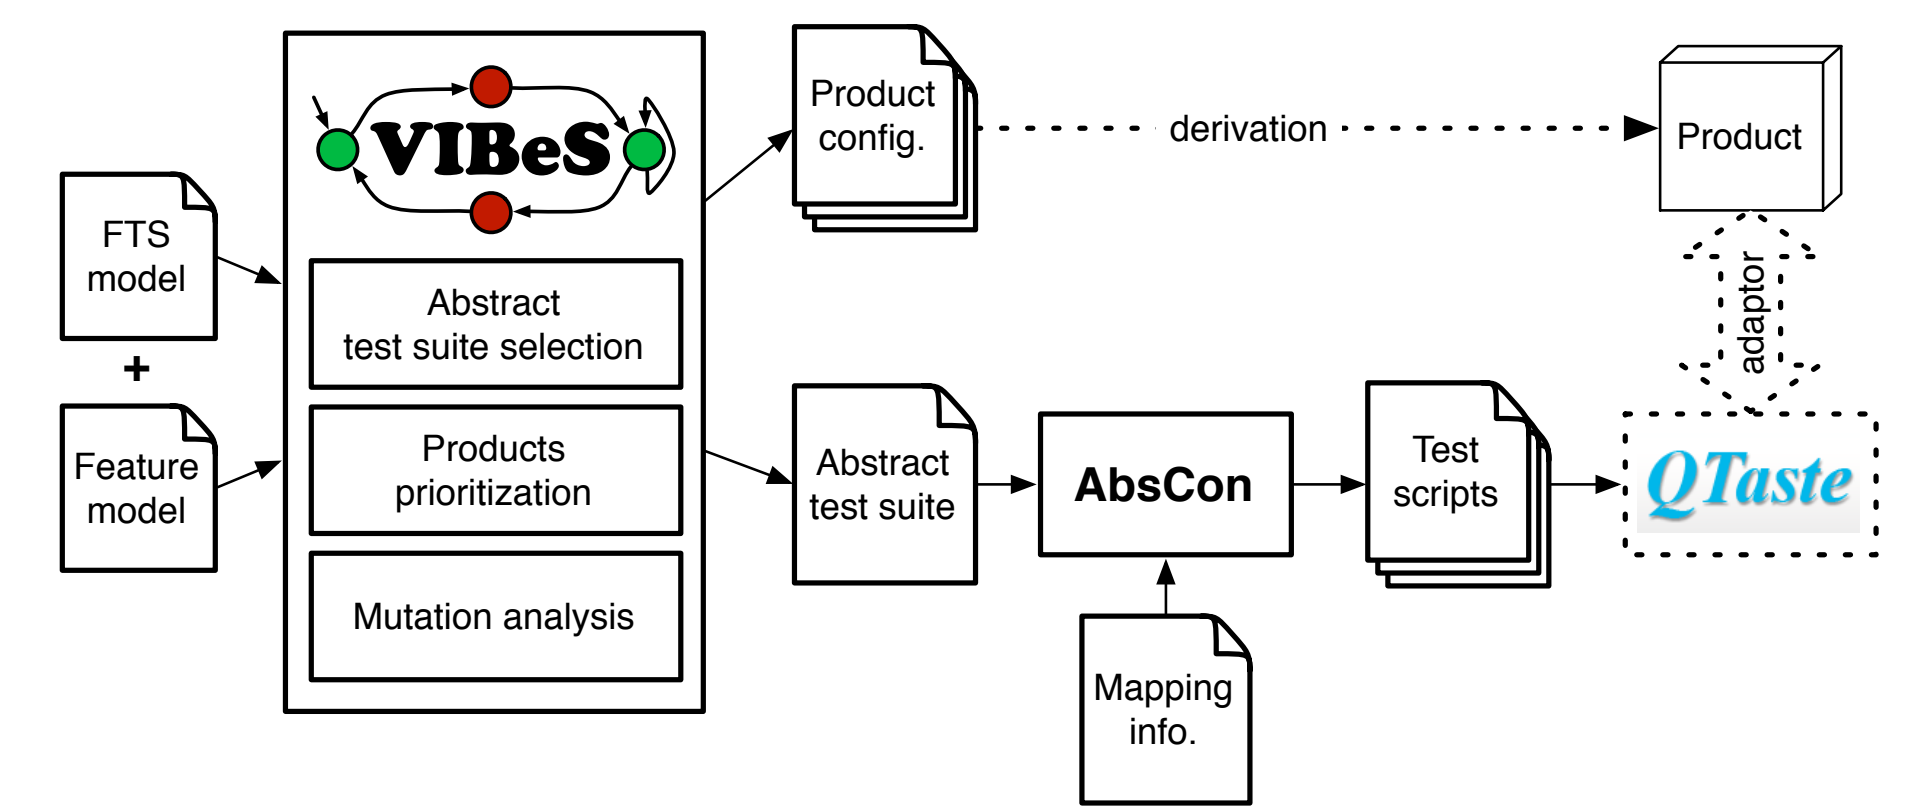 FTS
model
+
Feature
model
VIBeS
Abstract
test suite selection
Products
prioritization
Mutation analysis
Product
config.
derivation
Product
adaptor
Abstract
test suite
AbsCon
Test
scripts
QTaste
Mapping
info.